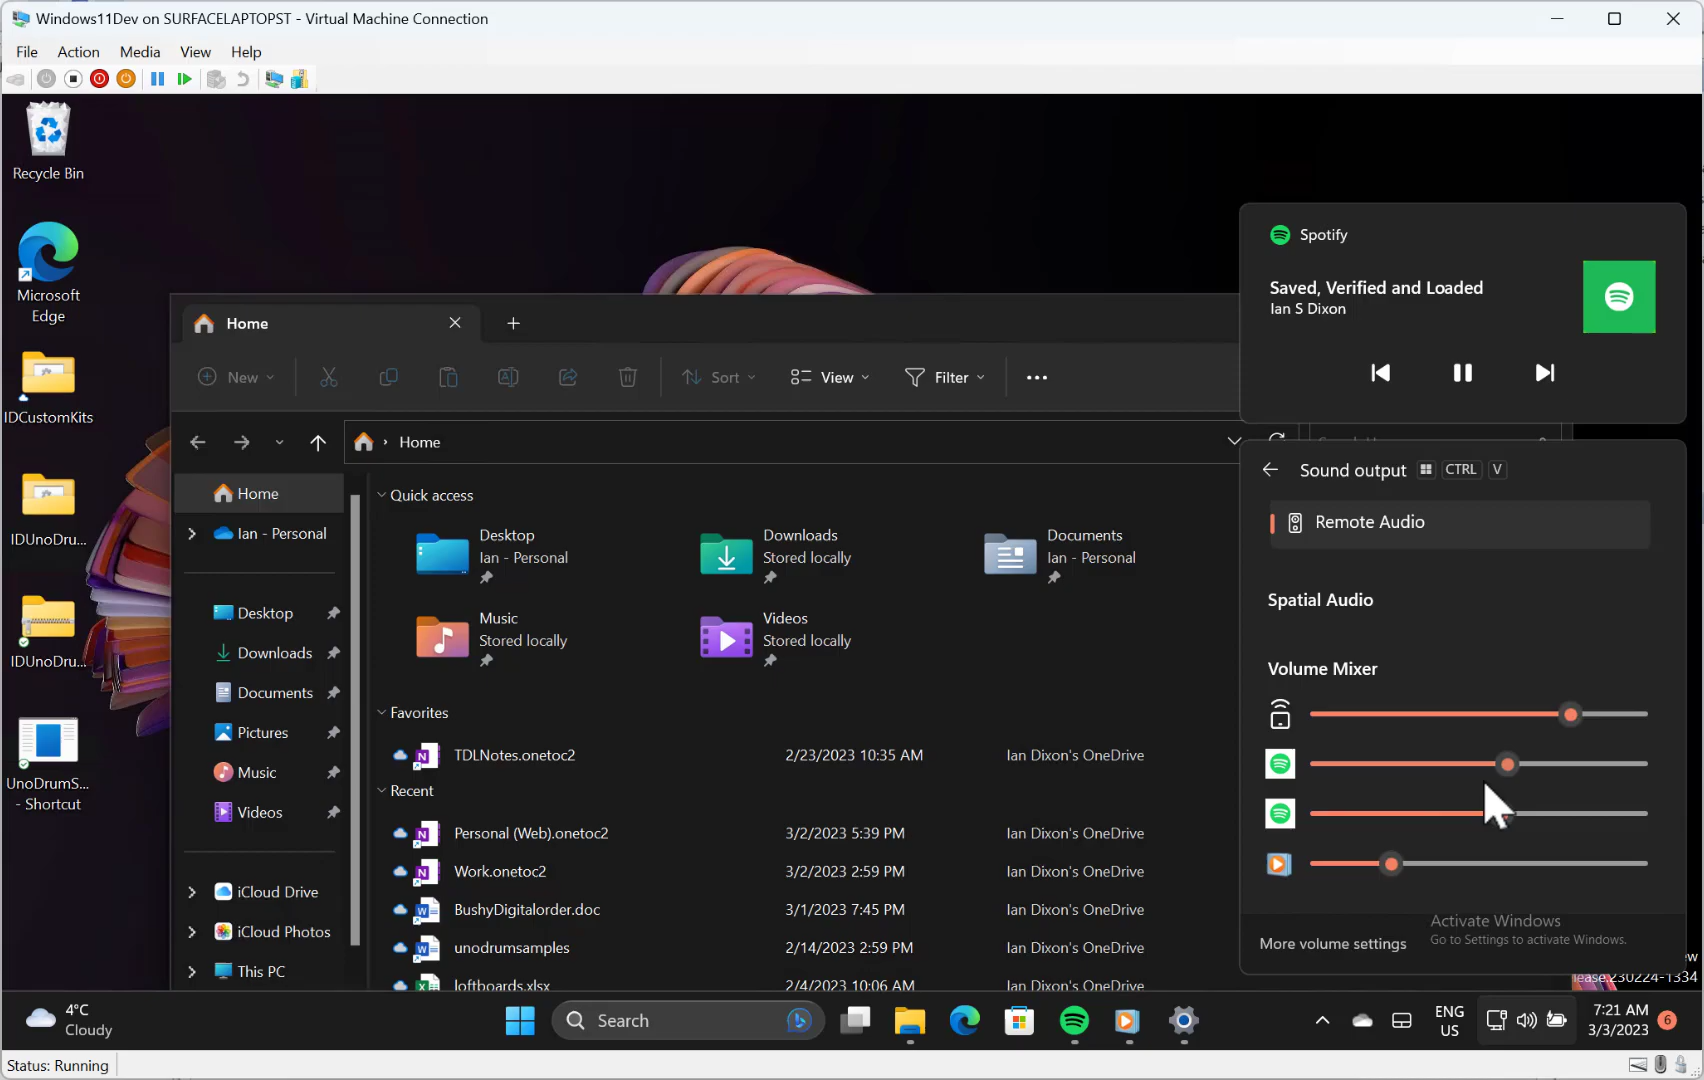 Windows11Dev on SURFACELAPTOPST - Virtual Machine Connection
File Action Media View Help
Recycle Bin
Microsoft
Edge
IDCustomKits
IDUnoDru...
IDUnoDru...
UnoDrumS...
- Shortcut
Home
New
Sort
View
Filter
Home
Home
Ian - Personal
Desktop
Downloads
Documents
Pictures
Music
Videos
iCloud Drive
iCloud Photos
This PC
Quick access
Desktop
Ian - Personal
Downloads
Stored locally
Documents
Ian - Personal
Music
Stored locally
Videos
Stored locally
Favorites
TDLNotes.onetoc2 2/23/2023 10:35 AM Ian Dixon's OneDrive
Recent
Personal (Web).onetoc2 3/2/2023 5:39 PM Ian Dixon's OneDrive
Work.onetoc2 3/2/2023 2:59 PM Ian Dixon's OneDrive
BushyDigitalorder.doc 3/1/2023 7:45 PM Ian Dixon's OneDrive
unodrumsamples 2/14/2023 2:59 PM Ian Dixon's OneDrive
loftboards.xlsx 2/4/2023 10:06 AM Ian Dixon's OneDrive
Spotify
Saved, Verified and Loaded
Ian S Dixon
Sound output CTRL V
Remote Audio
Spatial Audio
Volume Mixer
More volume settings
Activate Windows
Go to Settings to activate Windows.
ease.230224-1334
4°C
Cloudy
Search
ENG
US
7:21 AM
3/3/2023
6
Status: Running